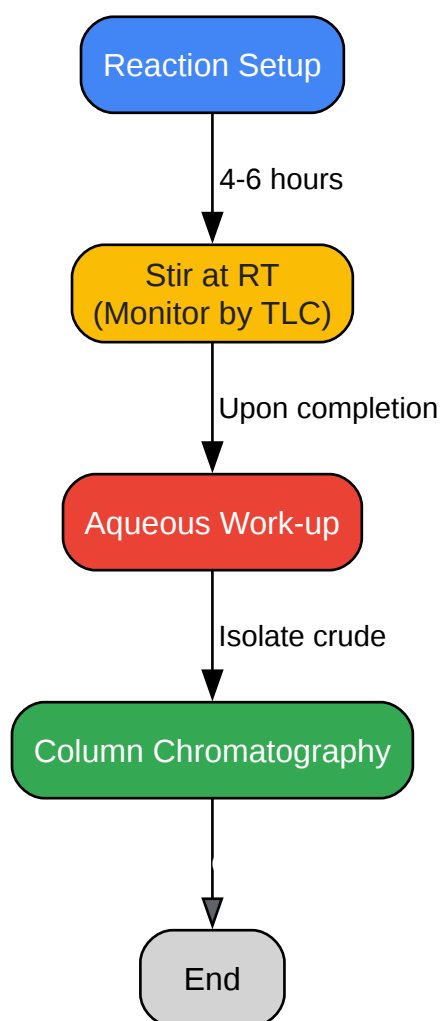 Reaction Setup
4-6 hours
Stir at RT
(Monitor by TLC)
Upon completion
Aqueous Work-up
Isolate crude
Column Chromatography
End